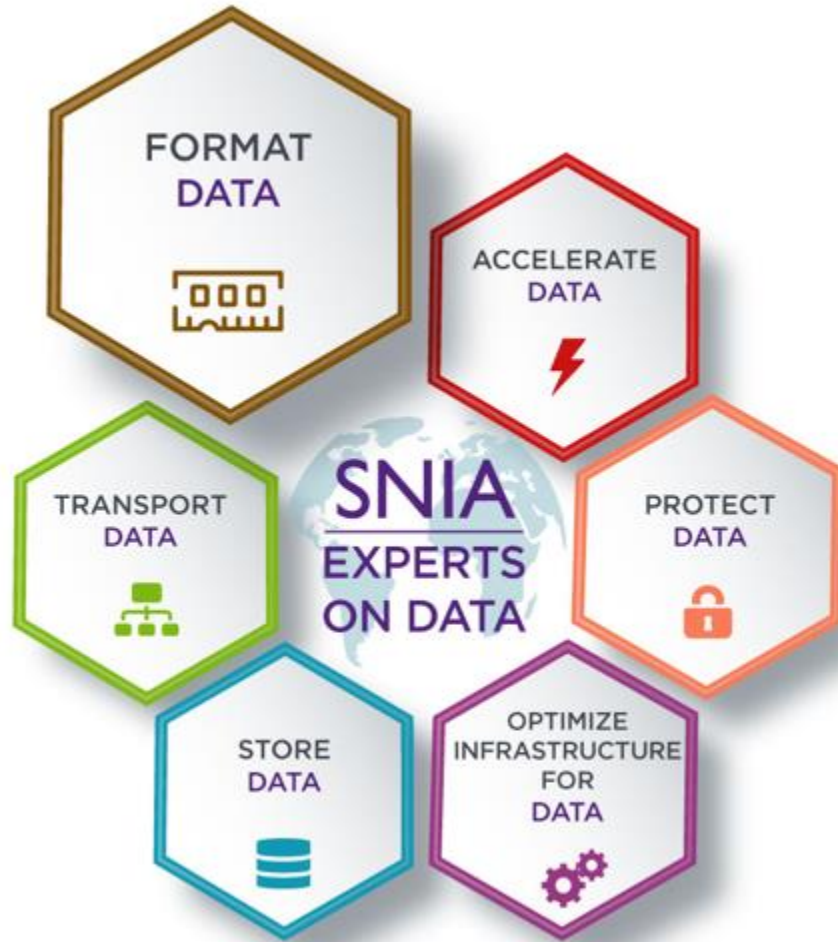 FORMAT
DATA
ACCELERATE
DATA
TRANSPORT
DATA
SNIA
EXPERTS
ON DATA
PROTECT
DATA
STORE
DATA
OPTIMIZE
INFRASTRUCTURE
FOR
DATA